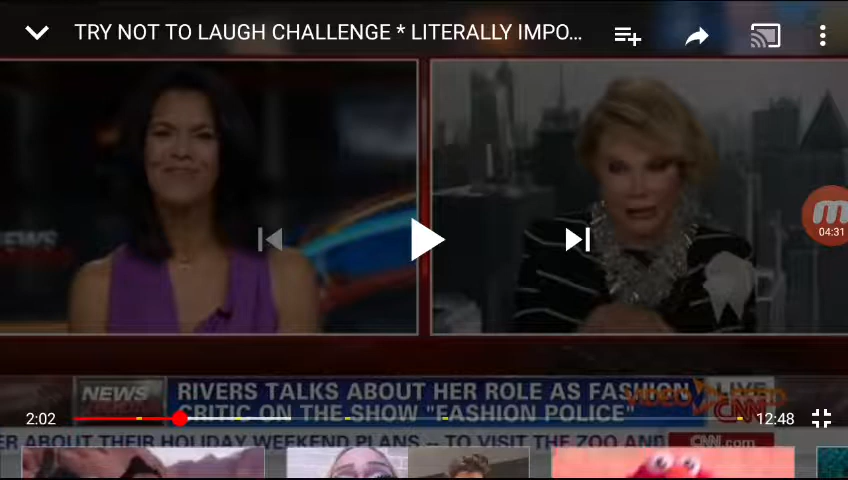 TRY NOT TO LAUGH CHALLENGE * LITERALLY IMPO...
NEWS
04:31
NEWS
RIVERS TALKS ABOUT HER ROLE AS FASHION
CRITIC ON THE SHOW "FASHION POLICE"
LIVE
CNN
2:02
12:48
ER ABOUT THEIR HOLIDAY WEEKEND PLANS -- TO VISIT THE ZOO AND
CNN.com